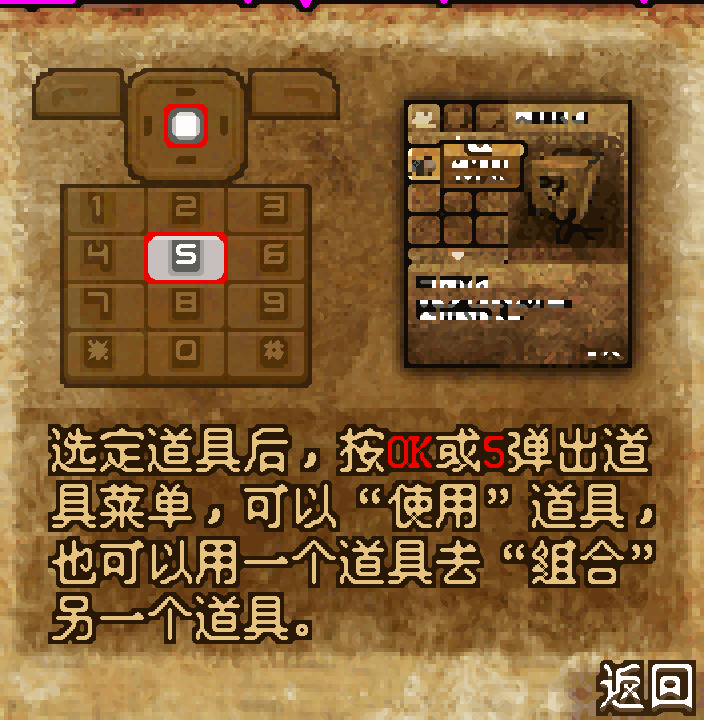 1 2 3
4 5 6
7 8 9
* 0 #
选定道具后，按OK或5弹出道
具菜单，可以“使用”道具，
也可以用一个道具去“组合”
另一个道具。
返回